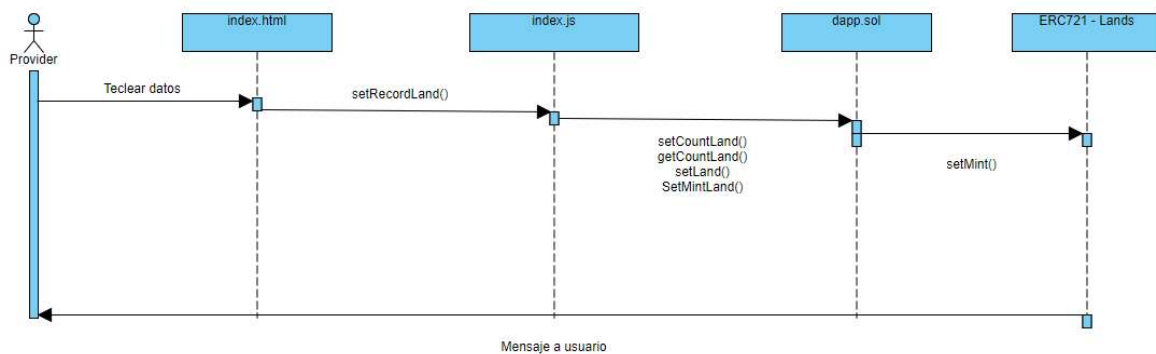 index.html
index.js
dapp.sol
ERC721 - Lands
Provider
Teclear datos
setRecordLand()
setCountLand()
getCountLand()
setLand()
SetMintLand()
setMint()
Mensaje a usuario